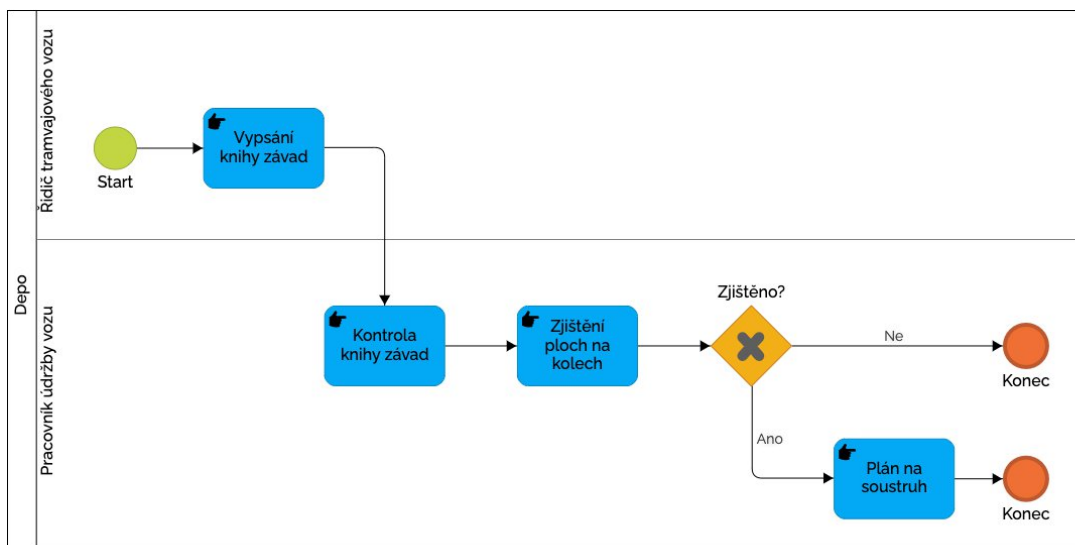 Depo
Řidič tramvajového vozu
Start
Vypsání
knihy závad
Pracovník údržby vozu
Kontrola
knihy závad
Zjištění
ploch na
kolech
Zjištěno?
Ne
Konec
Ano
Plán na
soustruh
Konec